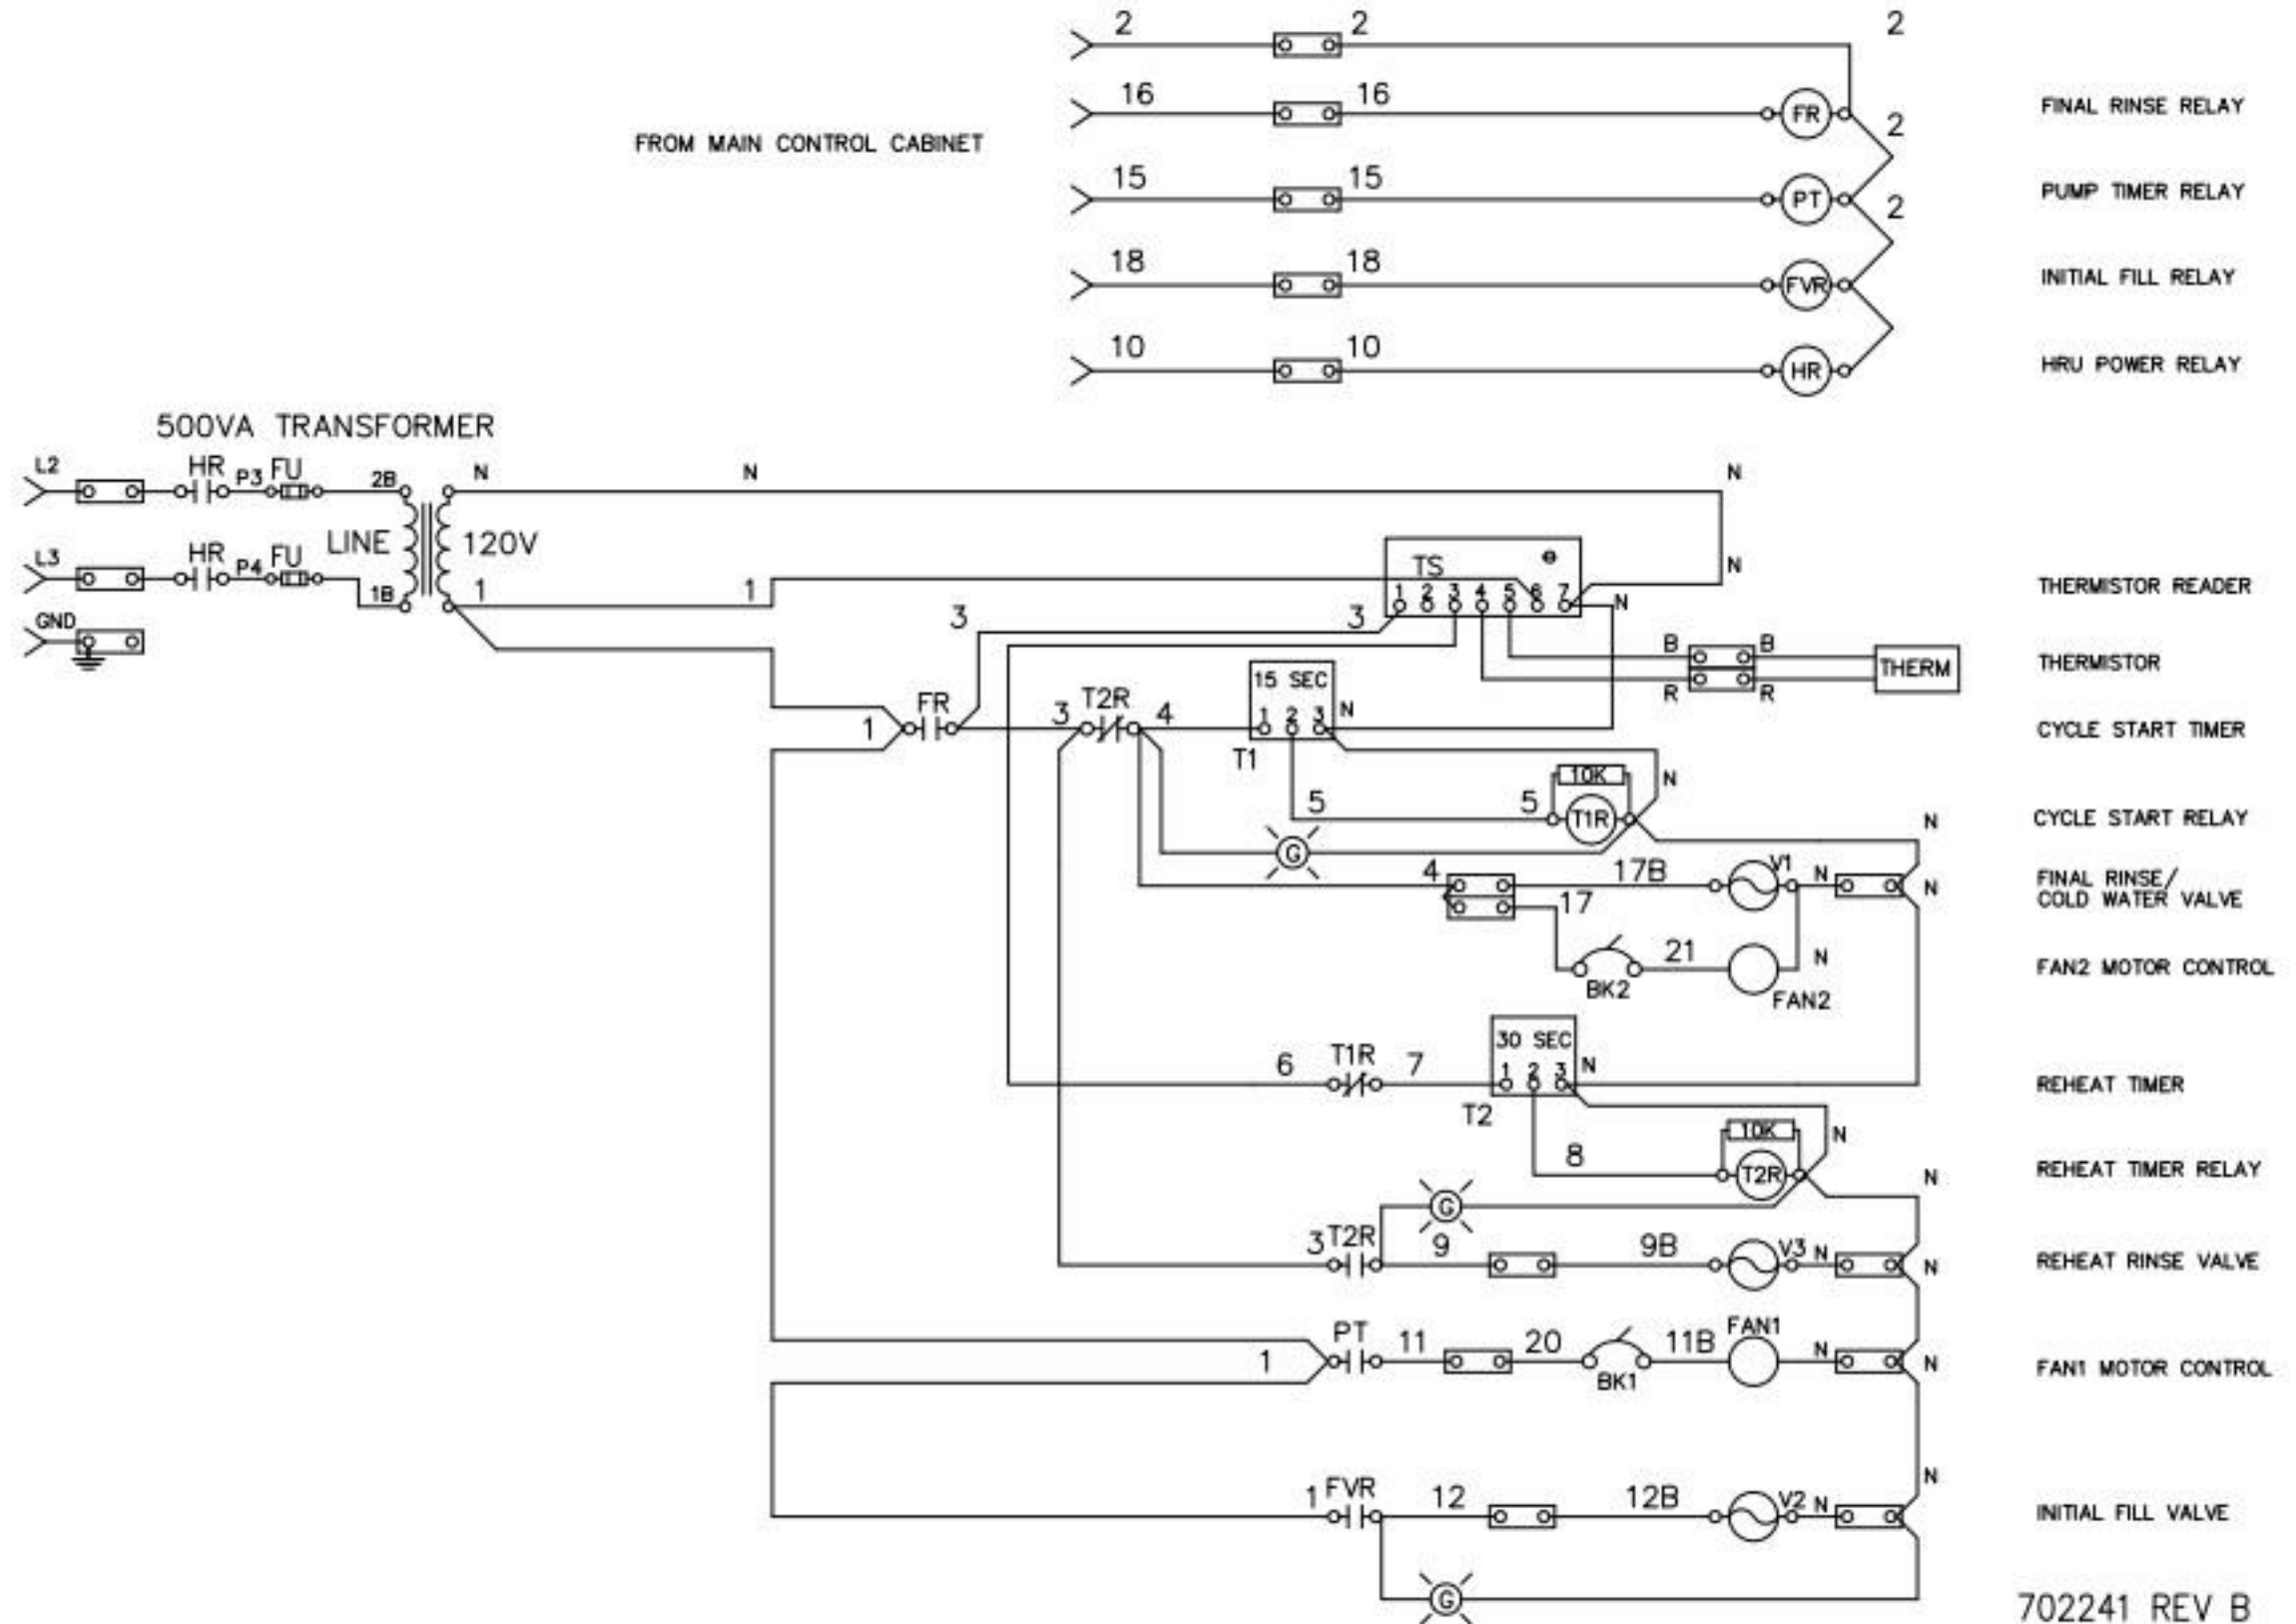 2 2 2
16 16 FR 2 FINAL RINSE RELAY
FROM MAIN CONTROL CABINET
15 15 PT 2 PUMP TIMER RELAY
18 18 FVR INITIAL FILL RELAY
10 10 HR HRU POWER RELAY
500VA TRANSFORMER
L2 HR P3 FU 2B N N N
LINE 120V
L3 HR P4 FU 1B 1 1 TS N
1 2 3 4 5 6 7 N THERMISTOR READER
GND 3 3
B B THERM THERMISTOR
R R
15 SEC
1 FR 3 T2R 4 1 2 3 N CYCLE START TIMER
T1
10K N
5 5 T1R N CYCLE START RELAY
G
4 17B V1 N N FINAL RINSE/
COLD WATER VALVE
17
BK2 21 FAN2 N FAN2 MOTOR CONTROL
30 SEC
6 T1R 7 1 2 3 N REHEAT TIMER
T2
10K N
8 T2R N REHEAT TIMER RELAY
G
3 T2R 9 9B V3 N N REHEAT RINSE VALVE
1 PT 11 20 BK1 11B FAN1 N N FAN1 MOTOR CONTROL
N
1 FVR 12 12B V2 N INITIAL FILL VALVE
G
702241 REV B